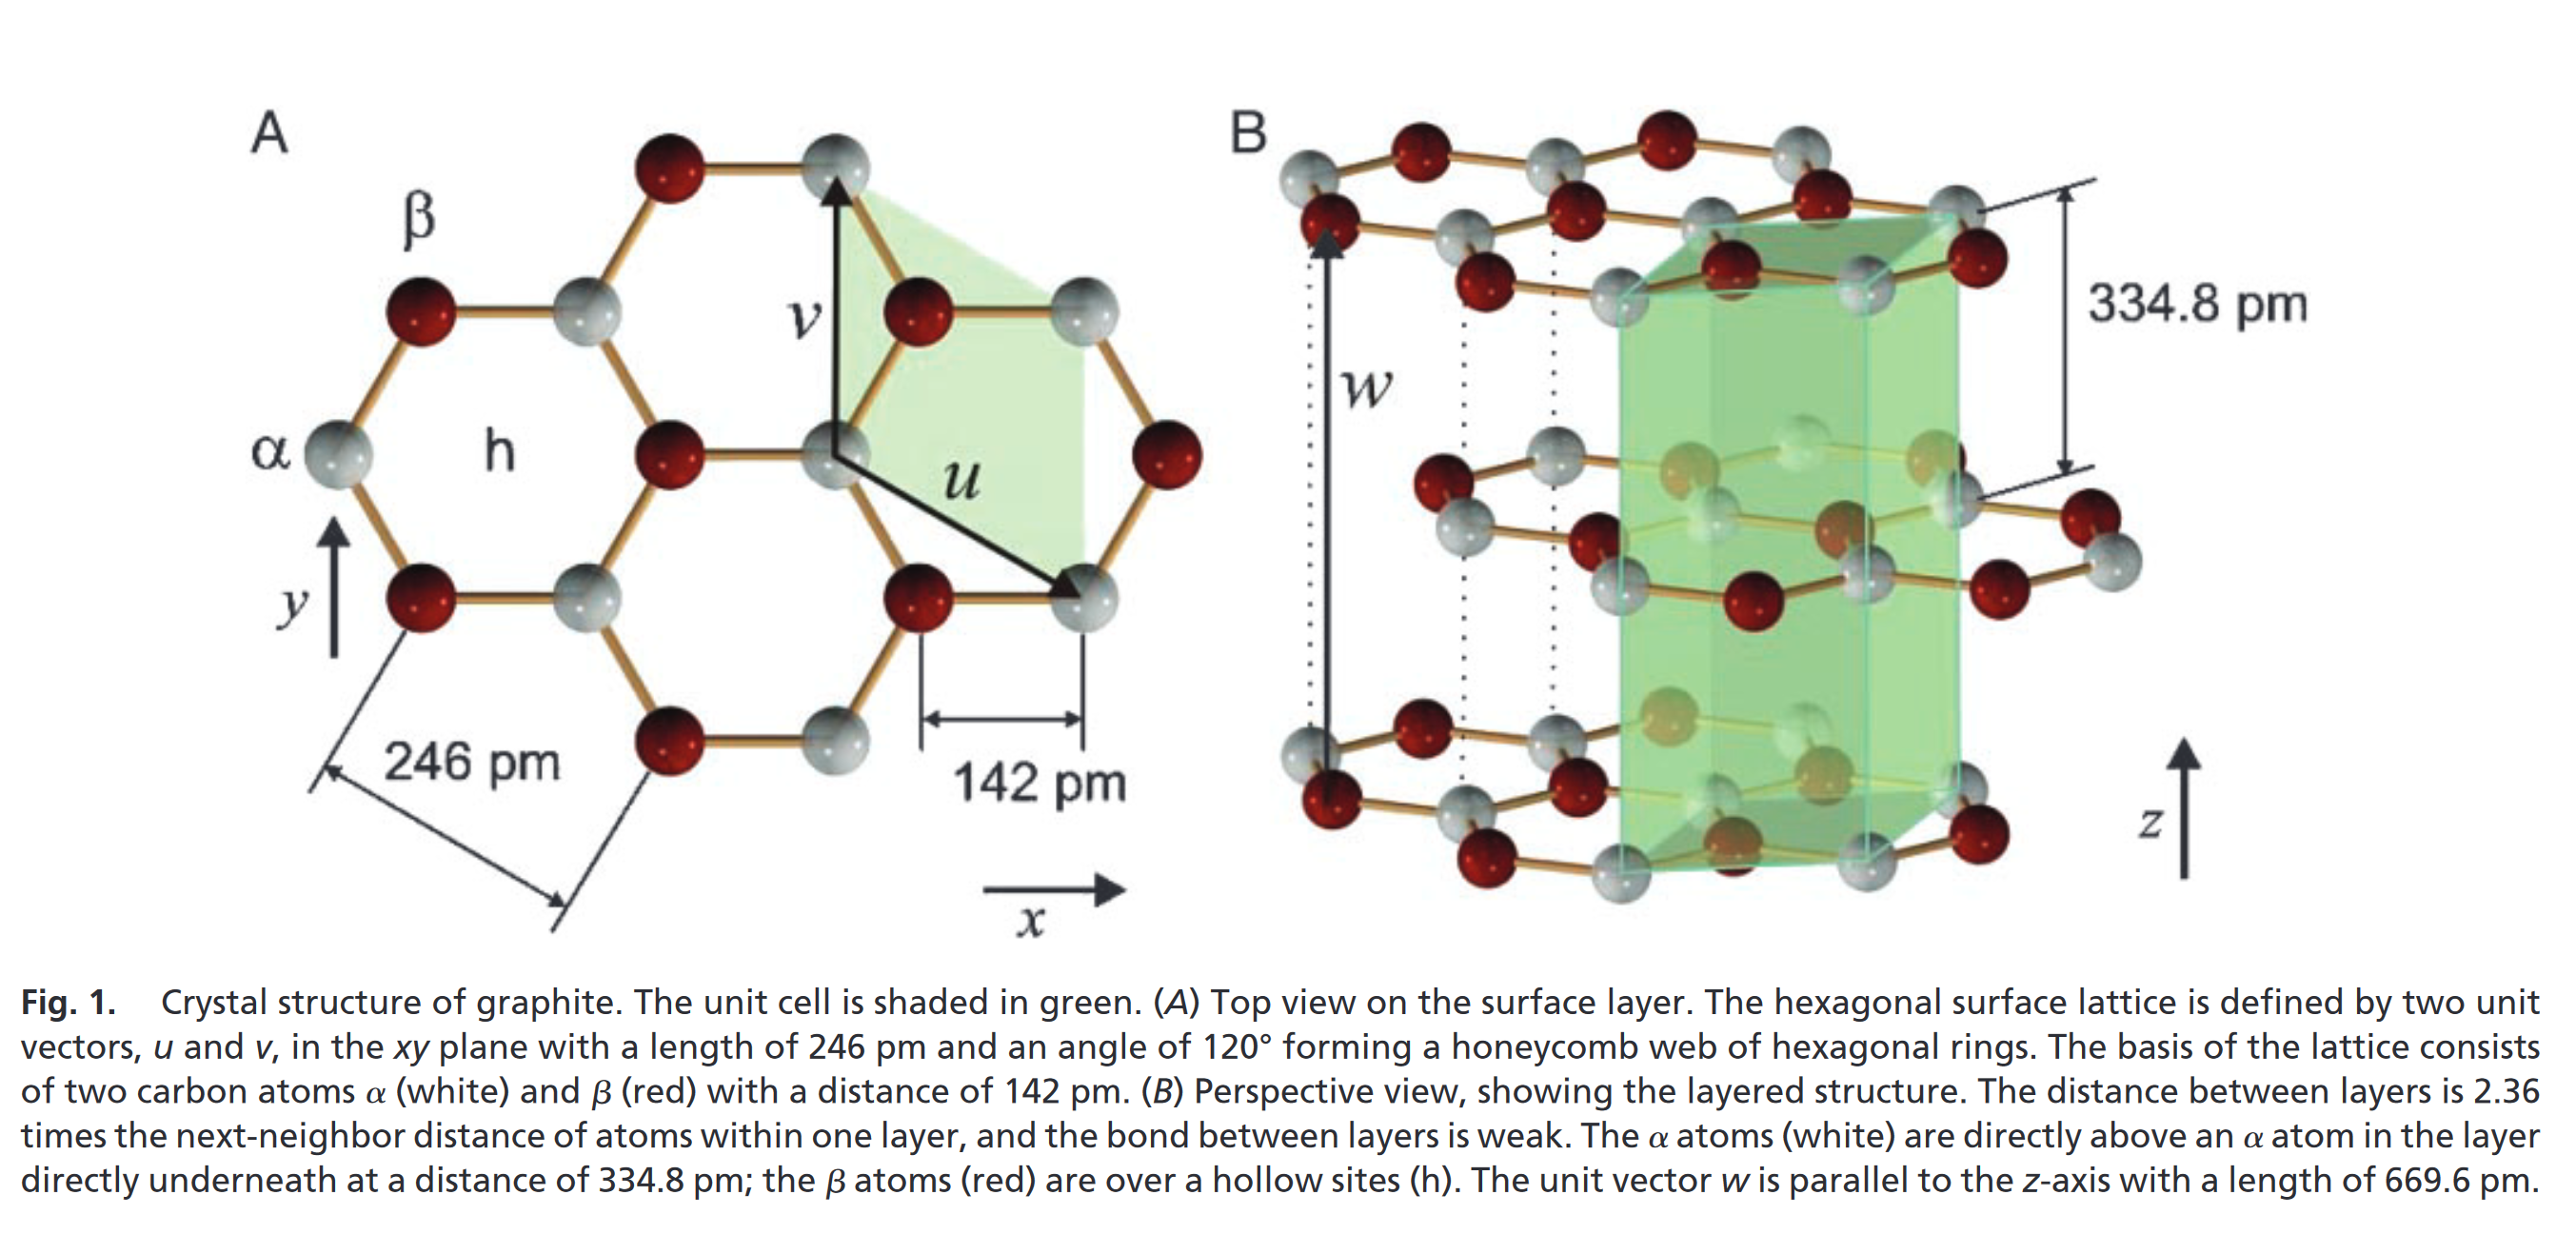 A
B
β
v
334.8 pm
w
α
h
u
y
246 pm
142 pm
z
x
Fig. 1. Crystal structure of graphite. The unit cell is shaded in green. (A) Top view on the surface layer. The hexagonal surface lattice is defined by two unit
vectors, u and v, in the xy plane with a length of 246 pm and an angle of 120° forming a honeycomb web of hexagonal rings. The basis of the lattice consists
of two carbon atoms α (white) and β (red) with a distance of 142 pm. (B) Perspective view, showing the layered structure. The distance between layers is 2.36
times the next-neighbor distance of atoms within one layer, and the bond between layers is weak. The α atoms (white) are directly above an α atom in the layer
directly underneath at a distance of 334.8 pm; the β atoms (red) are over a hollow sites (h). The unit vector w is parallel to the z-axis with a length of 669.6 pm.